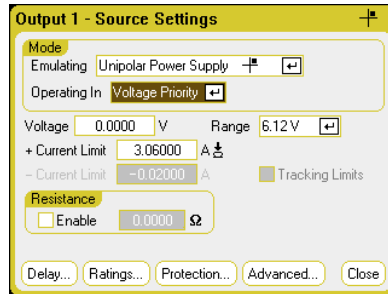 Output 1 - Source Settings
Mode
Emulating Unipolar Power Supply
Operating In Voltage Priority
Voltage 0.0000 V Range 6.12 V
+ Current Limit 3.06000 A
- Current Limit -0.02000 A Tracking Limits
Resistance
Enable 0.0000 Ω
Delay... Ratings... Protection... Advanced... Close